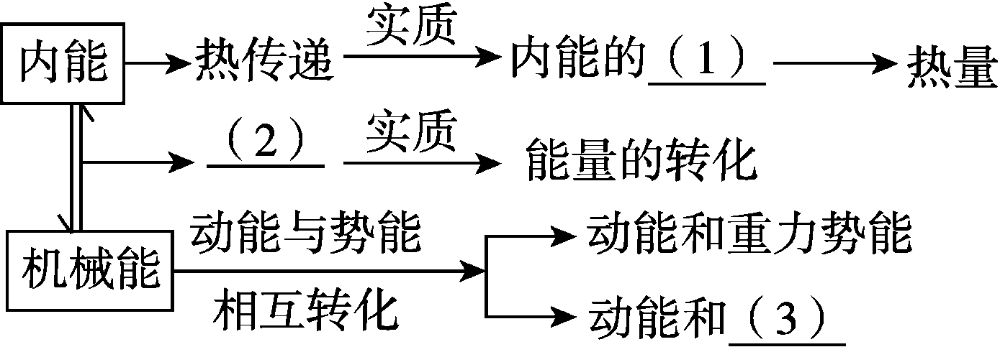 实质
内能 热传递 内能的(1) 热量
(2) 实质 能量的转化
动能与势能 动能和重力势能
机械能
相互转化 动能和(3)